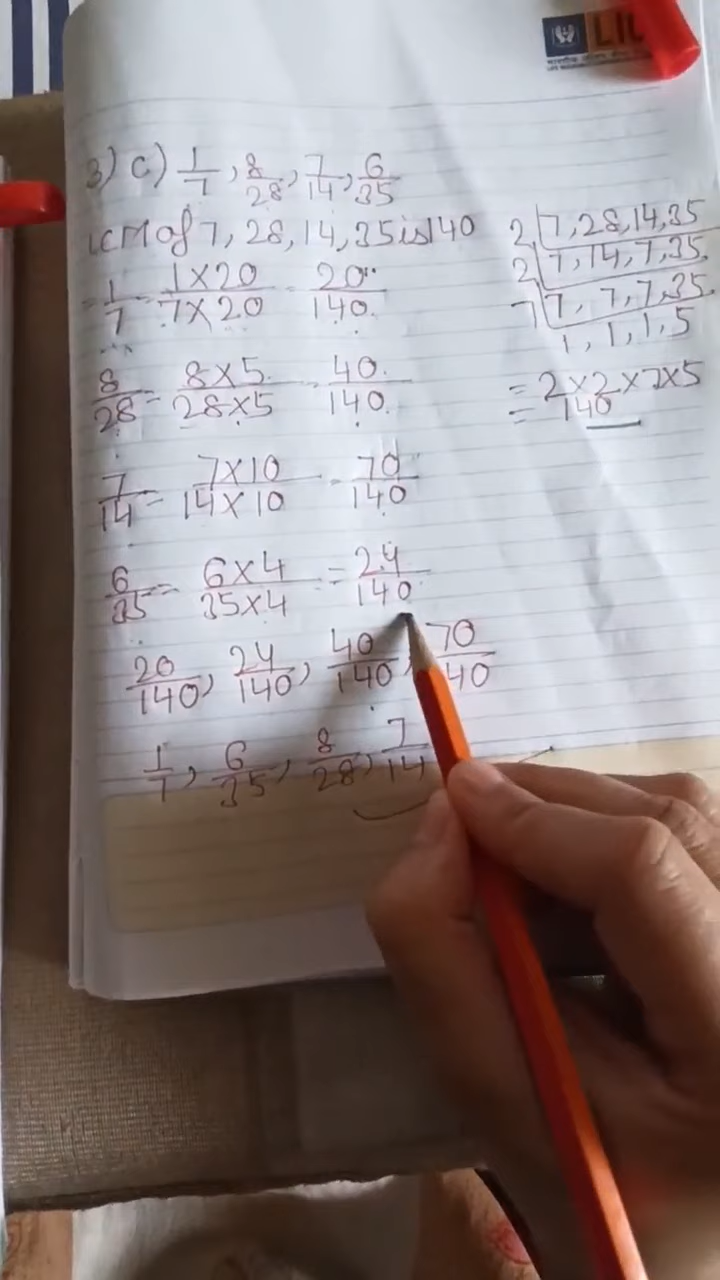 3) c) 1/7, 8/28, 7/14, 6/35
LCM of 7, 28, 14, 35 is 140
1/7 = 1×20/7×20 = 20/140
8/28 = 8×5/28×5 = 40/140
7/14 = 7×10/14×10 = 70/140
6/35 = 6×4/35×4 = 24/140
20/140, 24/140, 40/140, 70/140
1/7, 6/35, 8/28, 7/14
2 7, 28, 14, 35
2 7, 14, 7, 35
7 7, 7, 7, 35
1, 1, 1, 5
= 2×2×7×5
= 140